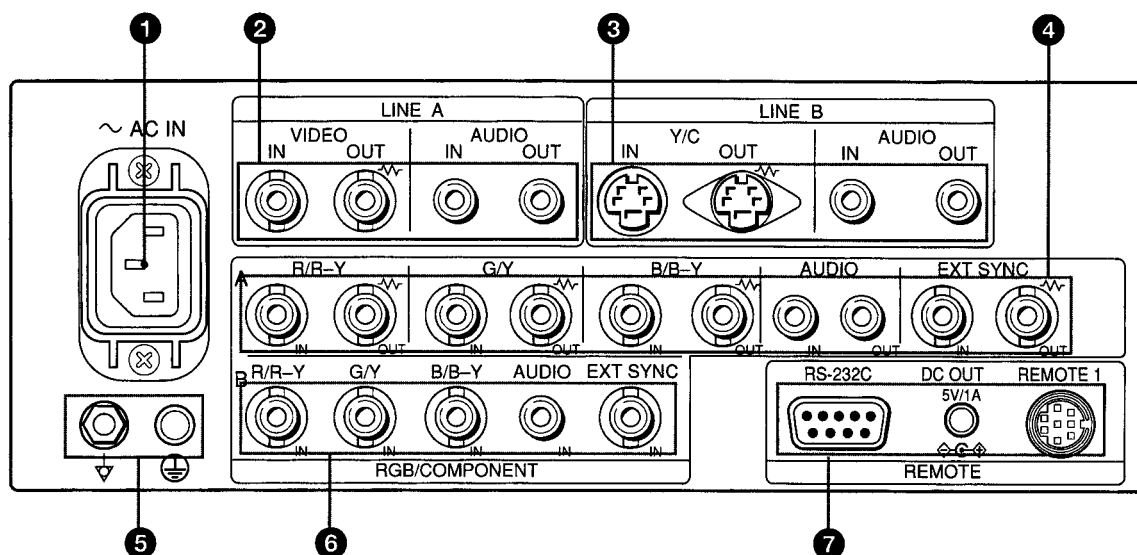 1 2 3 4
LINE A LINE B
∼ AC IN
VIDEO AUDIO Y/C AUDIO
IN OUT IN OUT IN OUT IN OUT
A R/R–Y G/Y B/B–Y AUDIO EXT SYNC
IN OUT IN OUT IN OUT IN OUT IN OUT
B R/R–Y G/Y B/B–Y AUDIO EXT SYNC
IN IN IN IN IN
RGB/COMPONENT
RS-232C DC OUT REMOTE 1
5V/1A
REMOTE
5 6 7